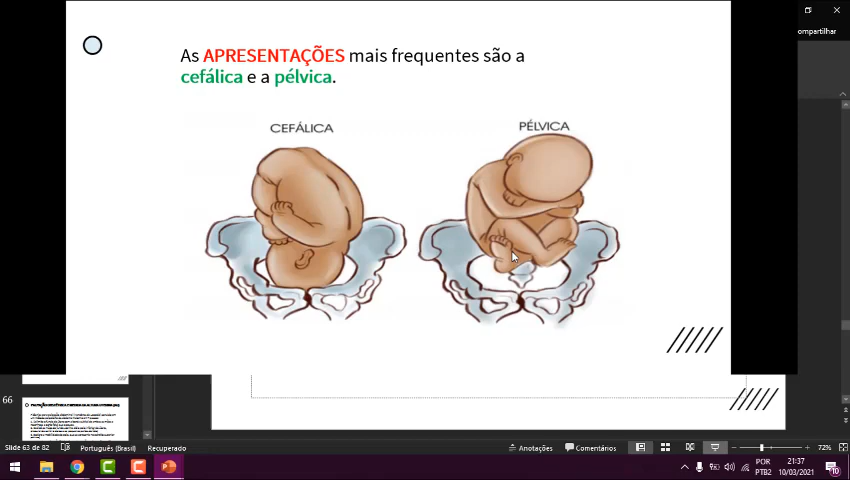 ompartilhar
As APRESENTAÇÕES mais frequentes são a
cefálica e a pélvica.
CEFÁLICA
PÉLVICA
66
Slide 63 de 82
Português (Brasil)
Recuperado
Anotações
Comentários
72%
POR
PTB2
21:37
10/03/2021
10